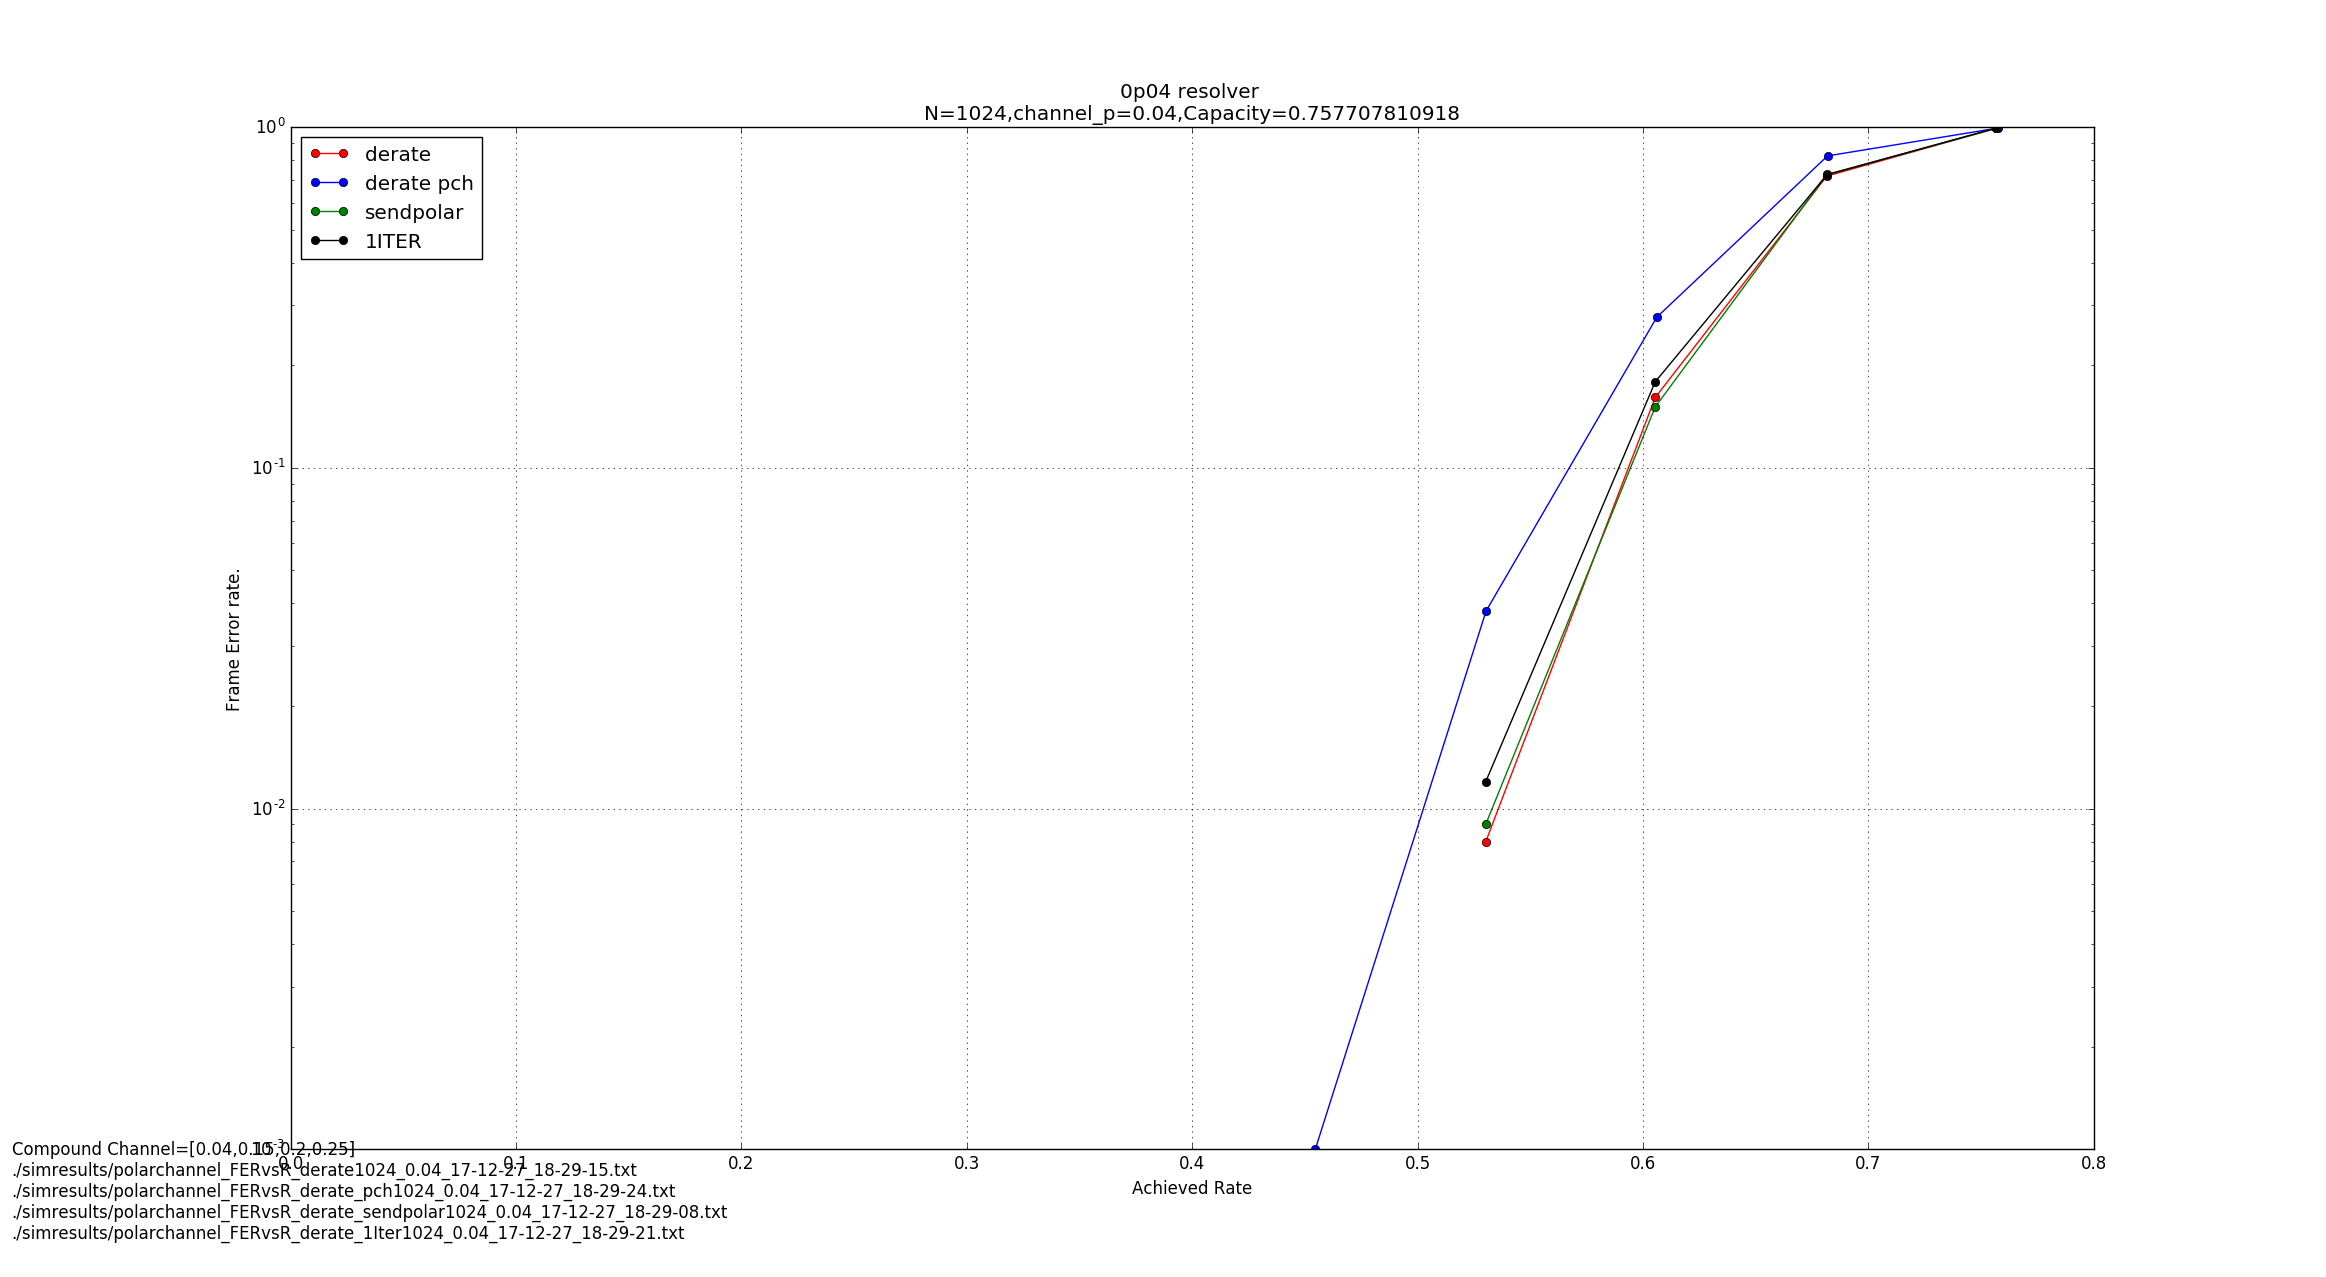 0p04 resolver
N=1024,channel_p=0.04,Capacity=0.757707810918
derate
derate pch
sendpolar
1ITER
10^0
10^-1
10^-2
10^-3
Frame Error rate.
0.0 0.1 0.2 0.3 0.4 0.5 0.6 0.7 0.8
Achieved Rate
Compound Channel=[0.04,0.15,0.2,0.25]
./simresults/polarchannel_FERvsR_derate1024_0.04_17-12-27_18-29-15.txt
./simresults/polarchannel_FERvsR_derate_pch1024_0.04_17-12-27_18-29-24.txt
./simresults/polarchannel_FERvsR_derate_sendpolar1024_0.04_17-12-27_18-29-08.txt
./simresults/polarchannel_FERvsR_derate_1Iter1024_0.04_17-12-27_18-29-21.txt